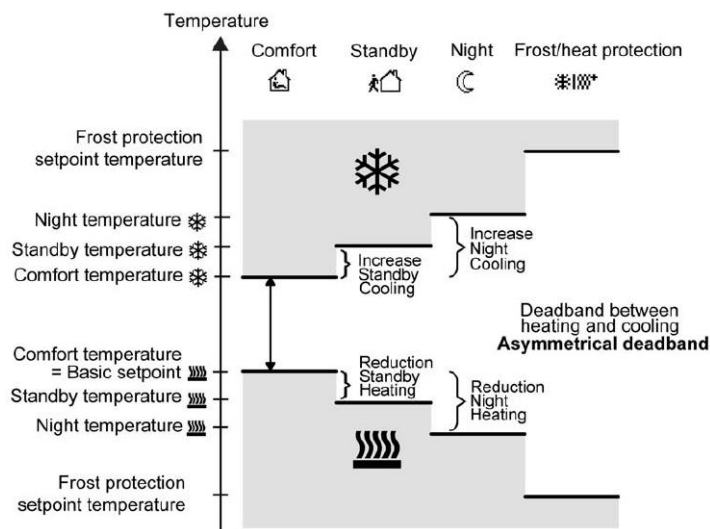 Temperature
Comfort
Standby
Night
Frost/heat protection
Frost protection
setpoint temperature
Night temperature
Standby temperature
Comfort temperature
Increase
Standby
Cooling
Increase
Night
Cooling
Deadband between
heating and cooling
Asymmetrical deadband
Comfort temperature
= Basic setpoint
Standby temperature
Night temperature
Reduction
Standby
Heating
Reduction
Night
Heating
Frost protection
setpoint temperature